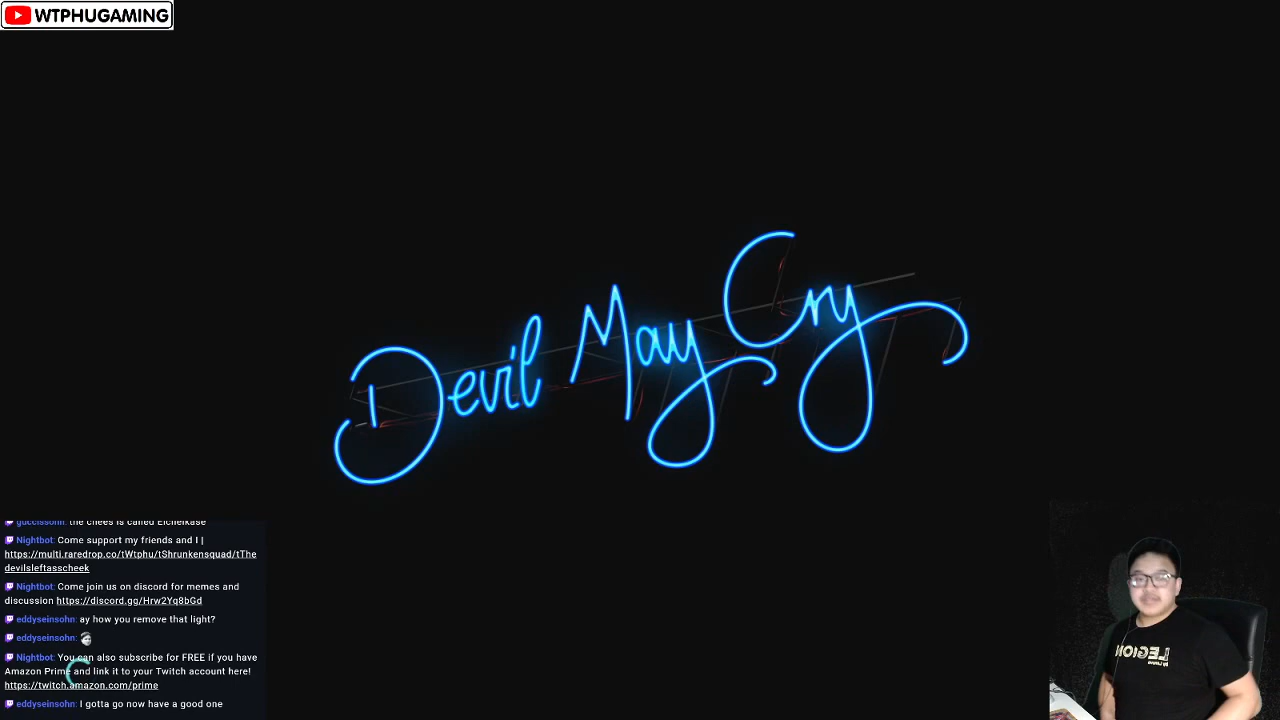 WTPHUGAMING
Devil May Cry
guccissohn: the chees is called Eichelkase
Nightbot: Come support my friends and I |
https://multi.raredrop.co/tWtphu/tShrunkensquad/tThe
devilsleftasscheek
Nightbot: Come join us on discord for memes and
discussion https://discord.gg/Hrw2Yq8bGd
eddyseinsohn: ay how you remove that light?
eddyseinsohn:
Nightbot: You can also subscribe for FREE if you have
Amazon Prime and link it to your Twitch account here!
https://twitch.amazon.com/prime
eddyseinsohn: I gotta go now have a good one
LEGION